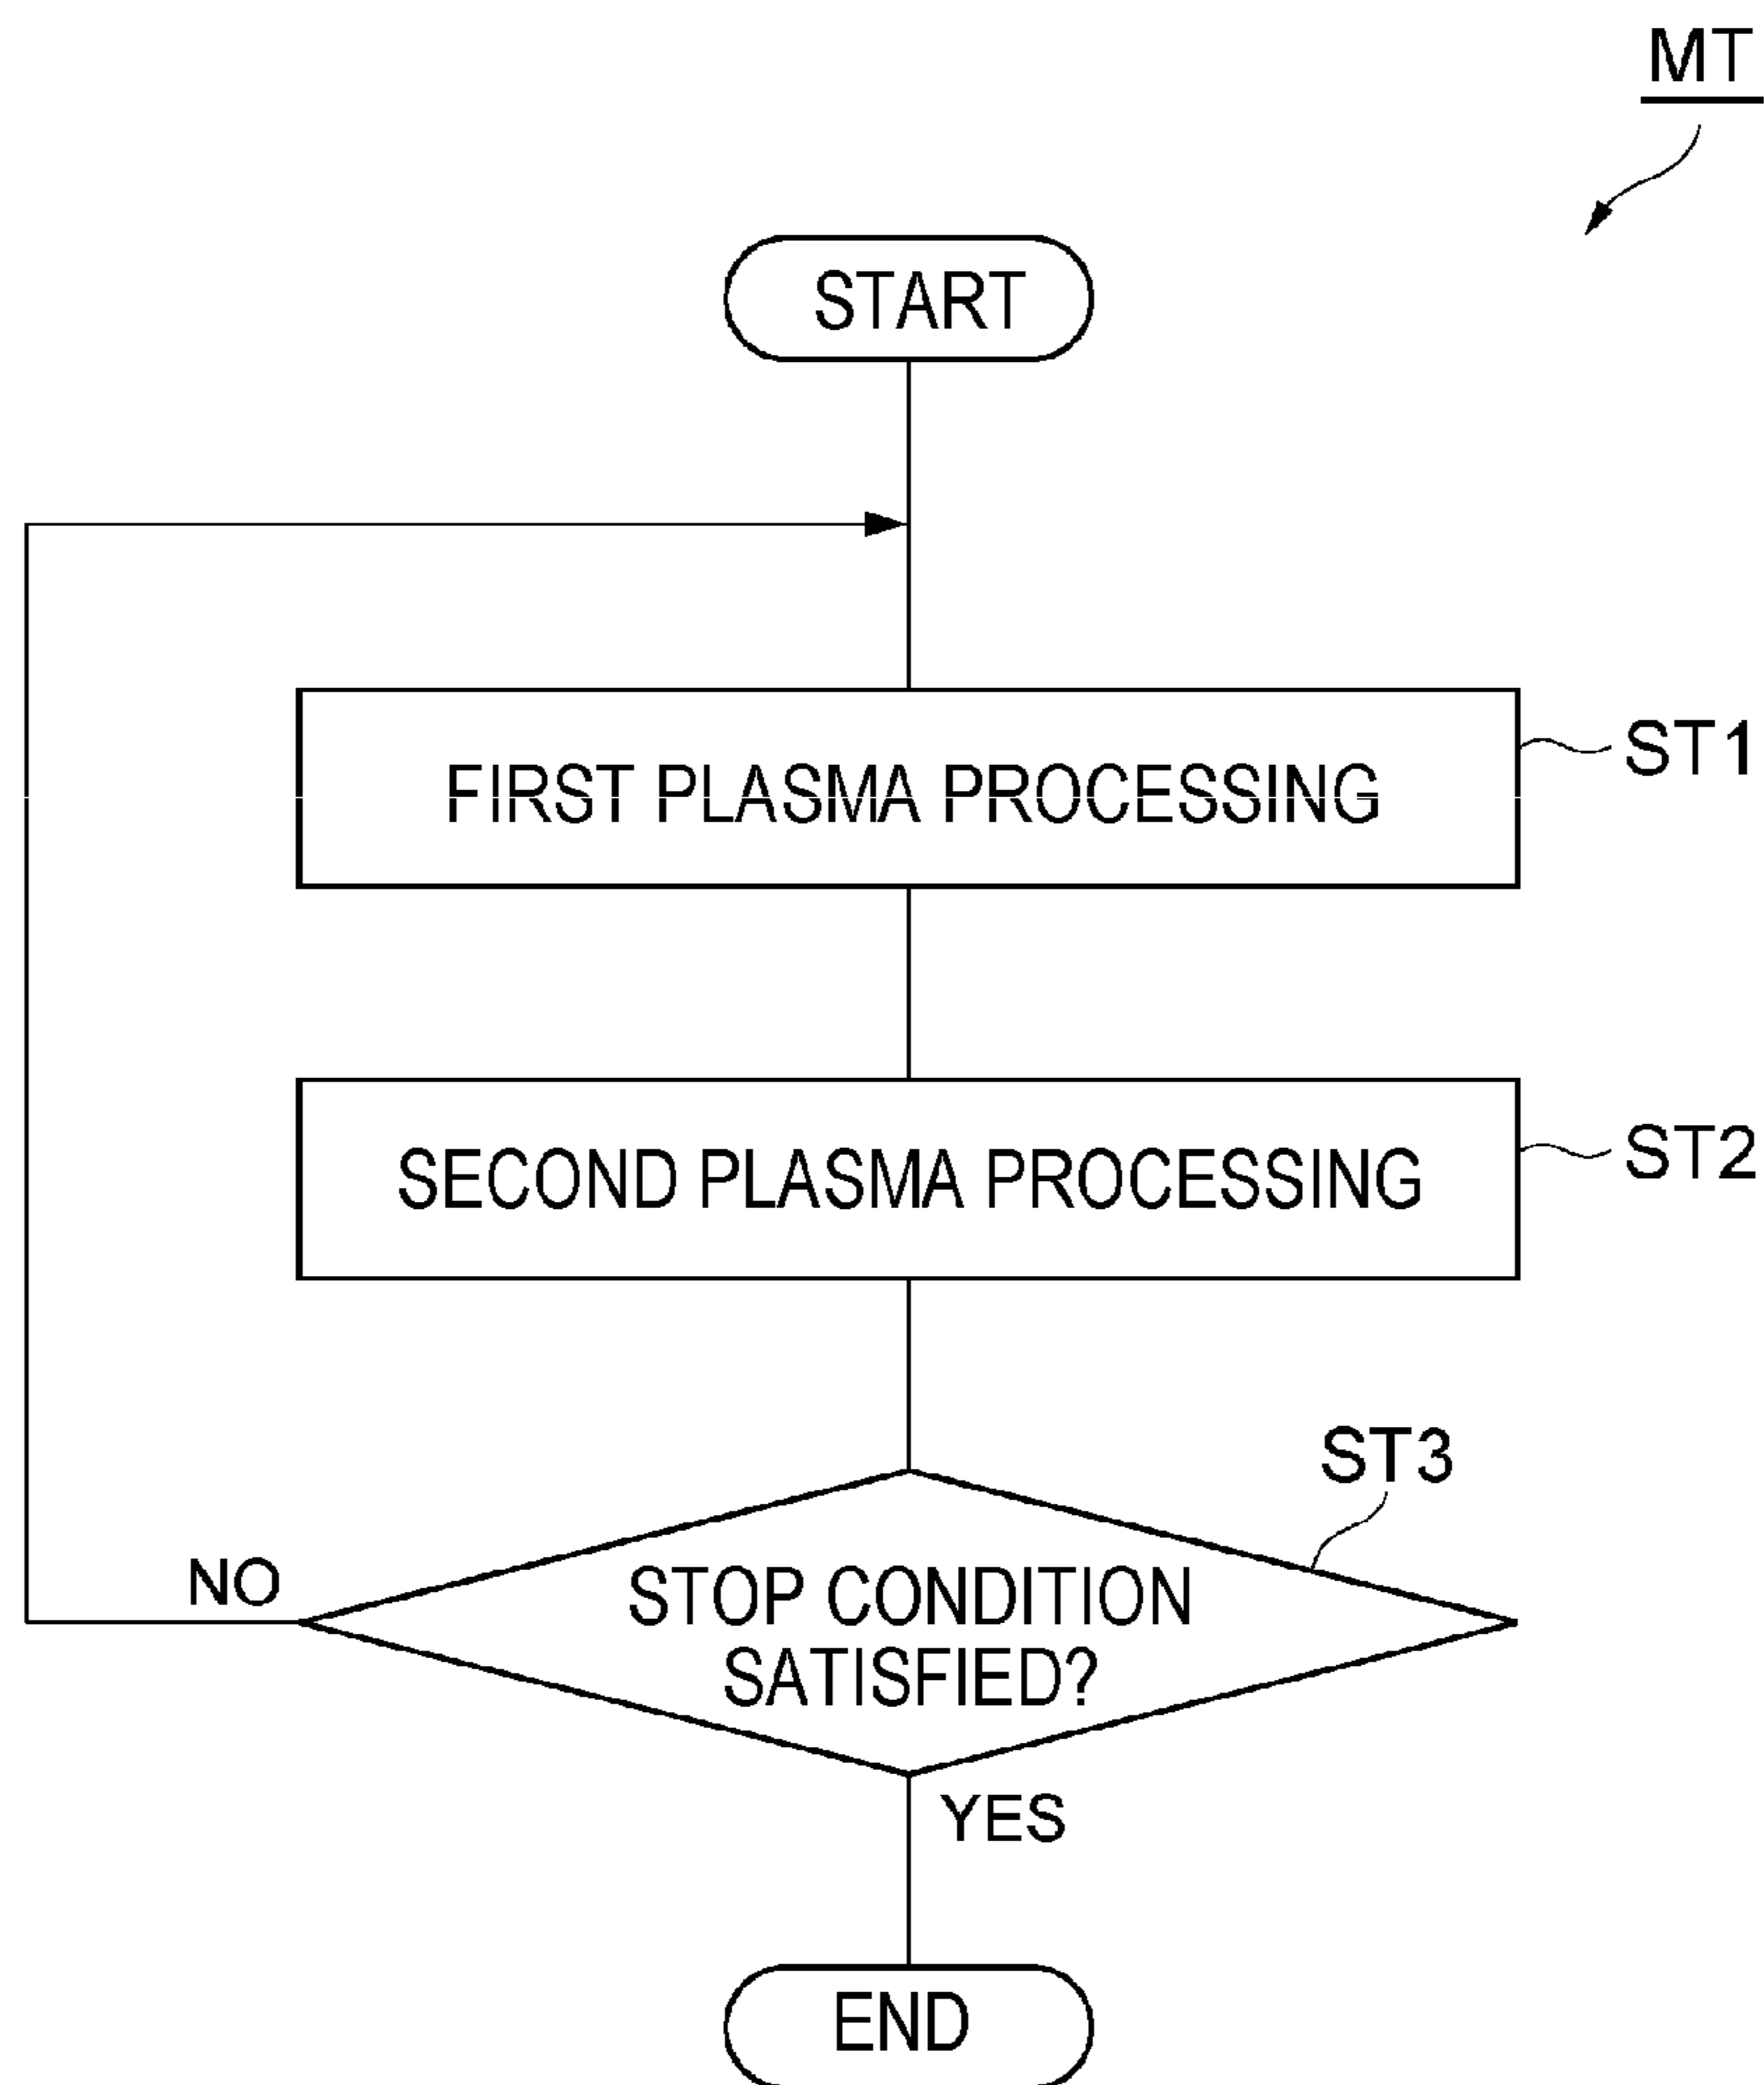 MT
START
FIRST PLASMA PROCESSING
ST1
SECOND PLASMA PROCESSING
ST2
ST3
NO
STOP CONDITION
SATISFIED?
YES
END